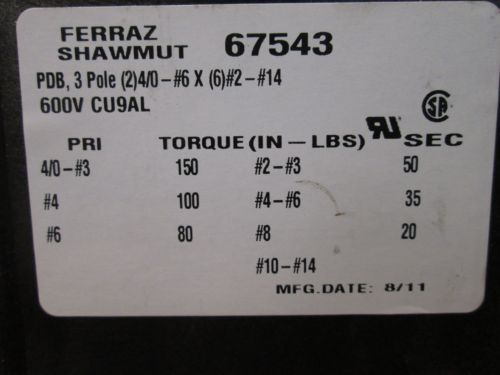 FERRAZ
SHAWMUT 67543
PDB, 3 Pole (2)4/0-#6 X (6)#2-#14
600V CU9AL
PRI TORQUE (IN-LBS) SEC
4/0-#3 150 #2-#3 50
#4 100 #4-#6 35
#6 80 #8 20
#10-#14
MFG.DATE: 8/11